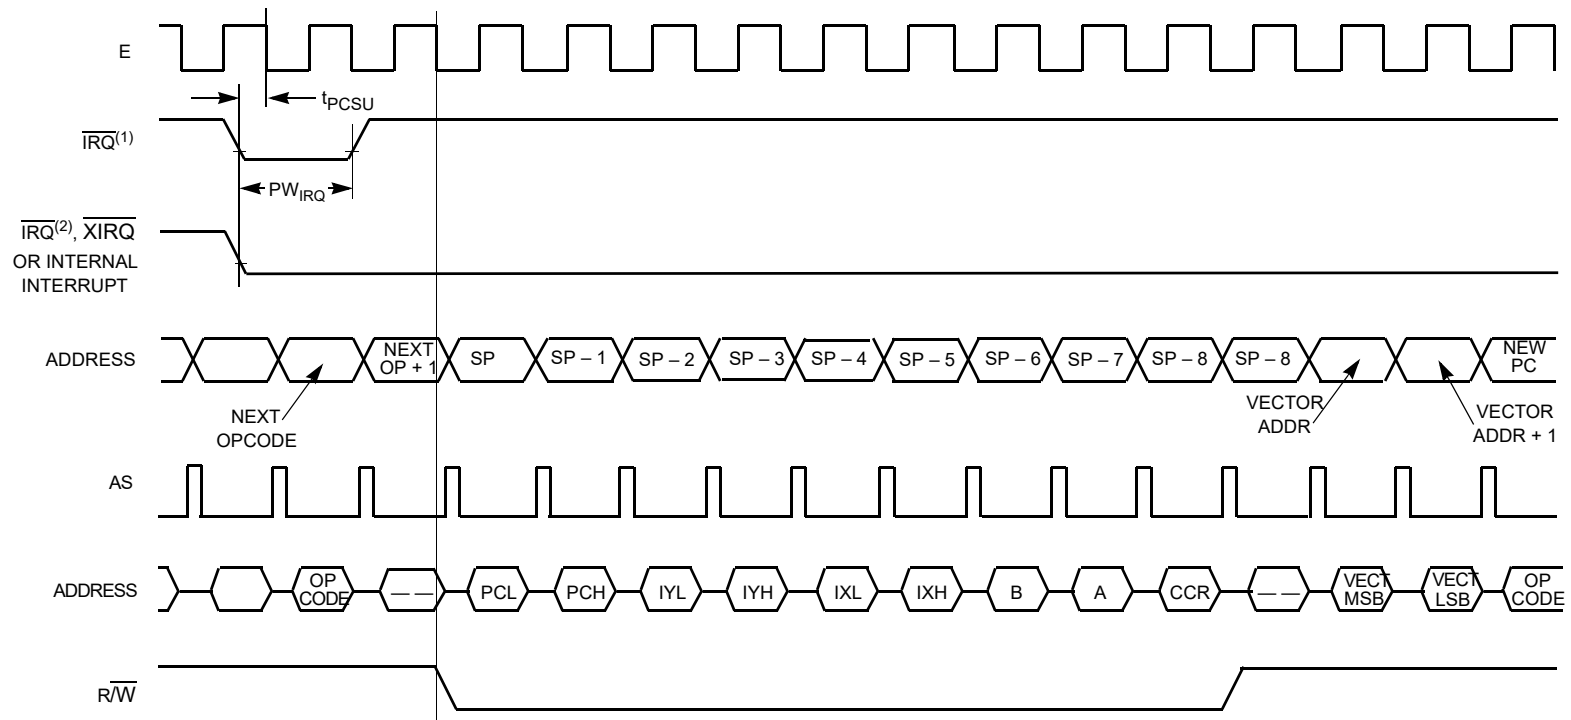 E
tPCSU
IRQ(1)
PWIRQ
IRQ(2), XIRQ
OR INTERNAL
INTERRUPT
ADDRESS
NEXT
OP + 1
SP
SP – 1
SP – 2
SP – 3
SP – 4
SP – 5
SP – 6
SP – 7
SP – 8
SP – 8
NEW
PC
NEXT
OPCODE
VECTOR
ADDR
VECTOR
ADDR + 1
AS
ADDRESS
OP
CODE
— —
PCL
PCH
IYL
IYH
IXL
IXH
B
A
CCR
— —
VECT
MSB
VECT
LSB
OP
CODE
R/W